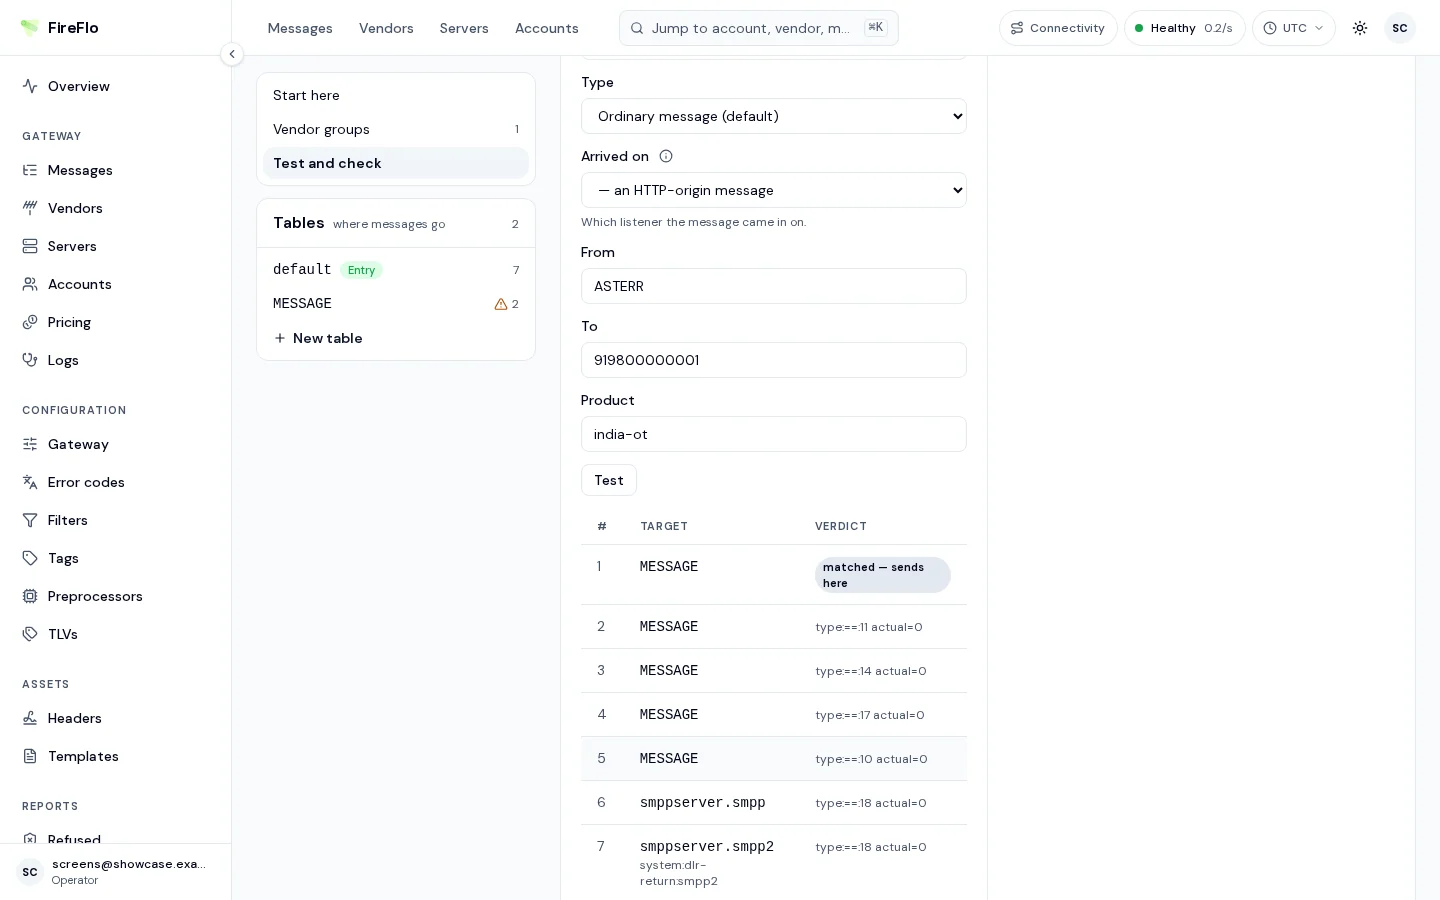 FireFlo
Messages
Vendors
Servers
Accounts
Jump to account, vendor, m...
⌘K
Connectivity
Healthy 0.2/s
UTC
SC
Overview
GATEWAY
Messages
Vendors
Servers
Accounts
Pricing
Logs
CONFIGURATION
Gateway
Error codes
Filters
Tags
Preprocessors
TLVs
ASSETS
Headers
Templates
REPORTS
Refused
SC
screens@showcase.exa...
Operator
Start here
Vendor groups 1
Test and check
Tables where messages go 2
default Entry 7
MESSAGE 2
+ New table
Type
Ordinary message (default)
Arrived on
— an HTTP-origin message
Which listener the message came in on.
From
ASTERR
To
919800000001
Product
india-ot
Test
# TARGET VERDICT
1 MESSAGE matched — sends
here
2 MESSAGE type:==:11 actual=0
3 MESSAGE type:==:14 actual=0
4 MESSAGE type:==:17 actual=0
5 MESSAGE type:==:10 actual=0
6 smppserver.smpp type:==:18 actual=0
7 smppserver.smpp2 type:==:18 actual=0
system:dlr-
return:smpp2